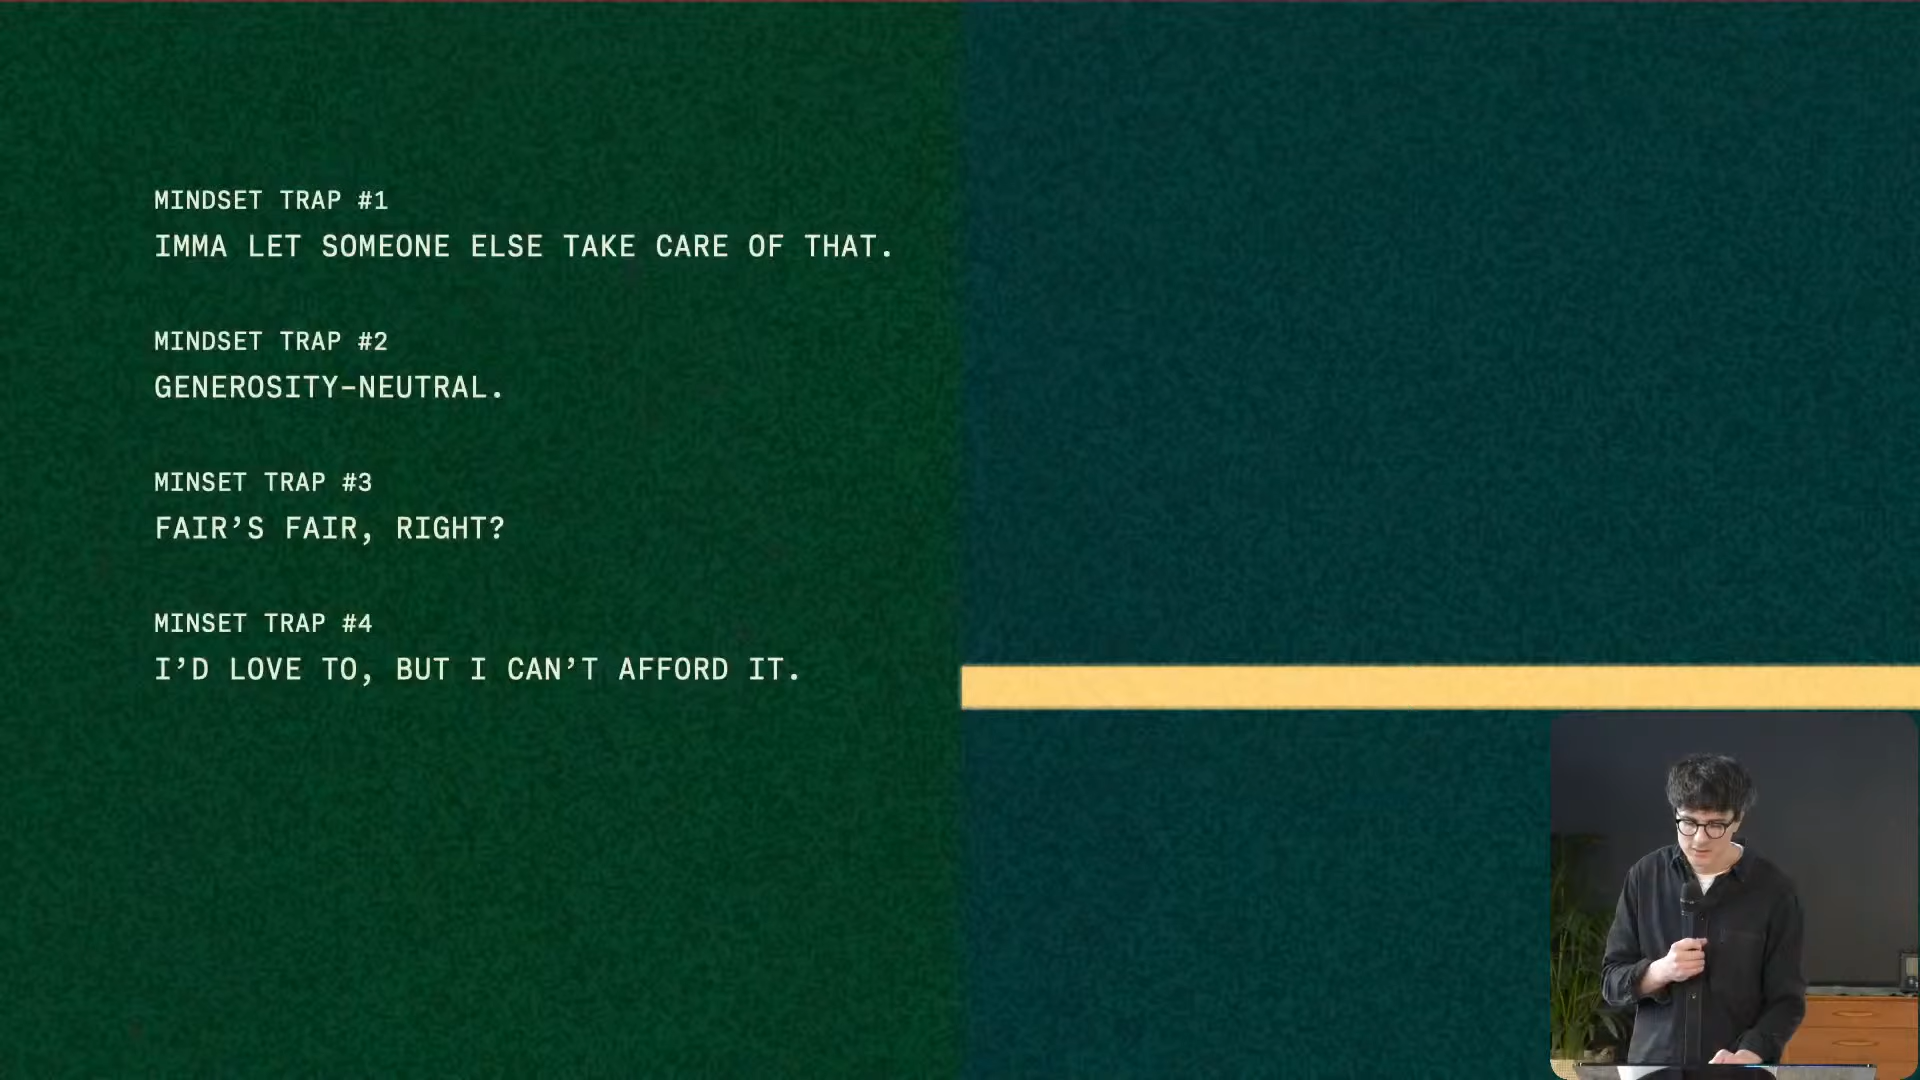 MINDSET TRAP #1
IMMA LET SOMEONE ELSE TAKE CARE OF THAT.
MINDSET TRAP #2
GENEROSITY-NEUTRAL.
MINSET TRAP #3
FAIR’S FAIR, RIGHT?
MINSET TRAP #4
I’D LOVE TO, BUT I CAN’T AFFORD IT.